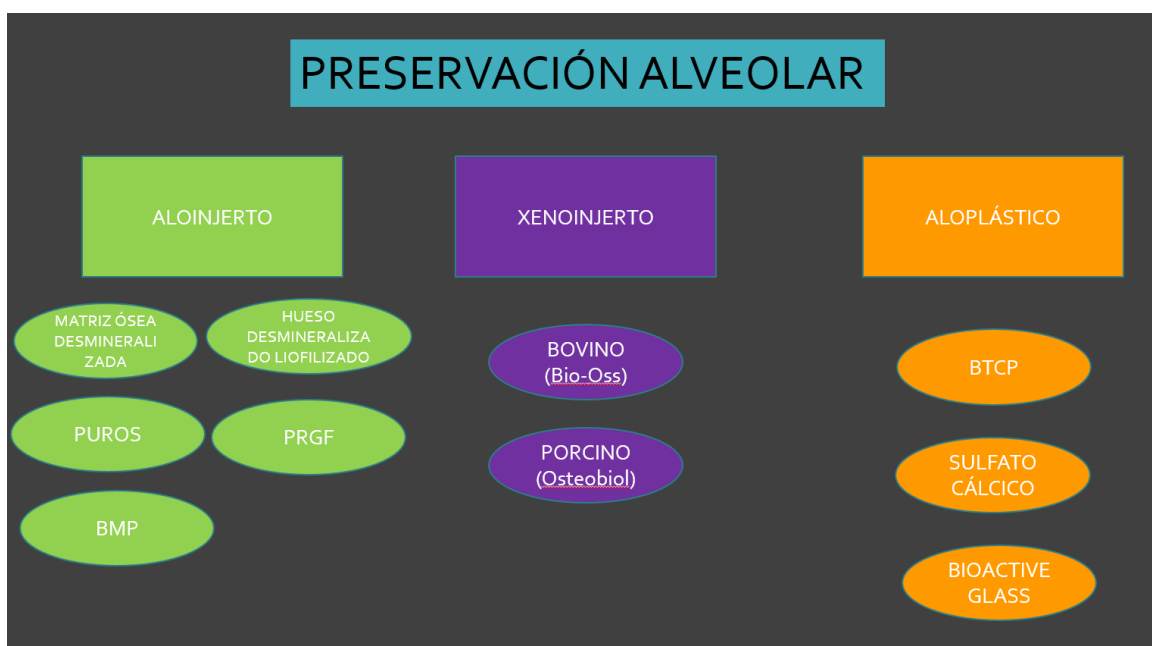 PRESERVACIÓN ALVEOLAR
ALOINJERTO
XENOINJERTO
ALOPLÁSTICO
MATRIZ ÓSEA
DESMINERALI
ZADA
HUESO
DESMINERALIZA
DO LIOFILIZADO
PUROS
PRGF
BMP
BOVINO
(Bio-Oss)
PORCINO
(Osteobiol)
BTCP
SULFATO
CÁLCICO
BIOACTIVE
GLASS